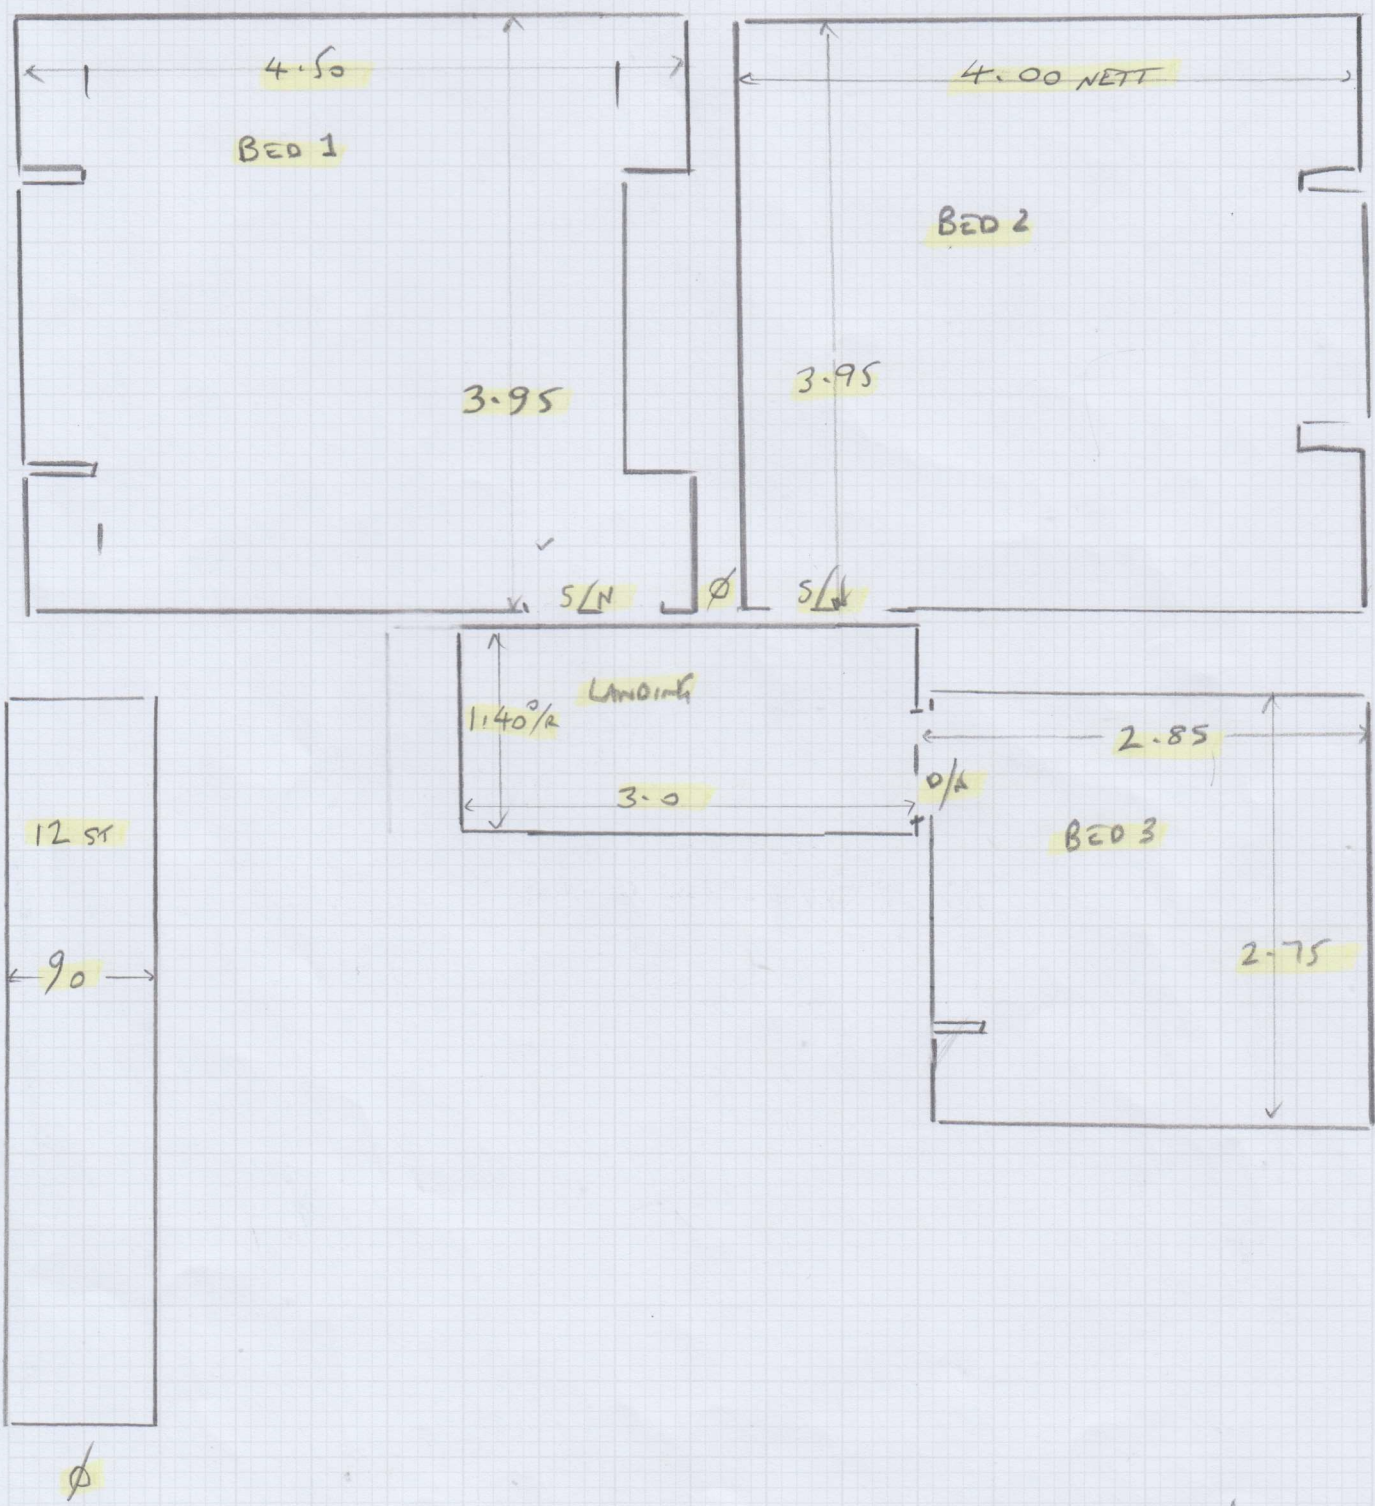 4.50
4.00 NETT
BED 1
BED 2
3.95
3.95
S/N
Ø
S/N
LANDING
1.40 O/R
2.85
3.0
D/A
12 ST
BED 3
90
2.75
Ø